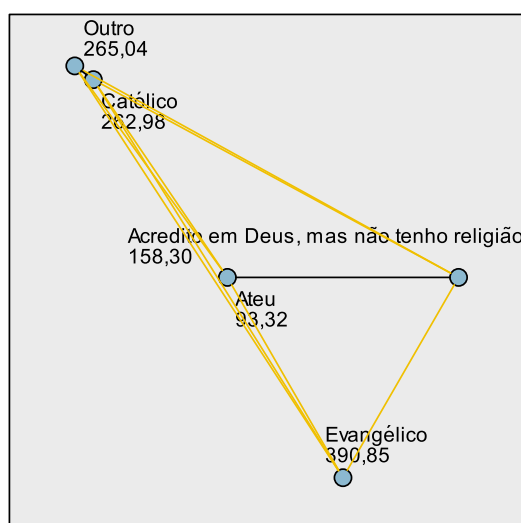 Outro
265,04
Católico
262,98
Acredito em Deus, mas não tenho religião
158,30
Ateu
93,32
Evangélico
390,85